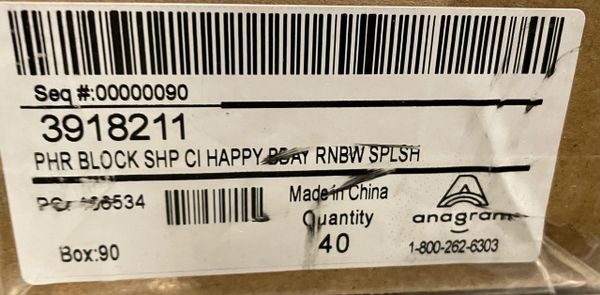 Seq #:00000090
3918211
PHR BLOCK SHP CI HAPPY BDAY RNBW SPLSH
Made in China
Quantity
40
anagram
1-800-262-6303
Box:90